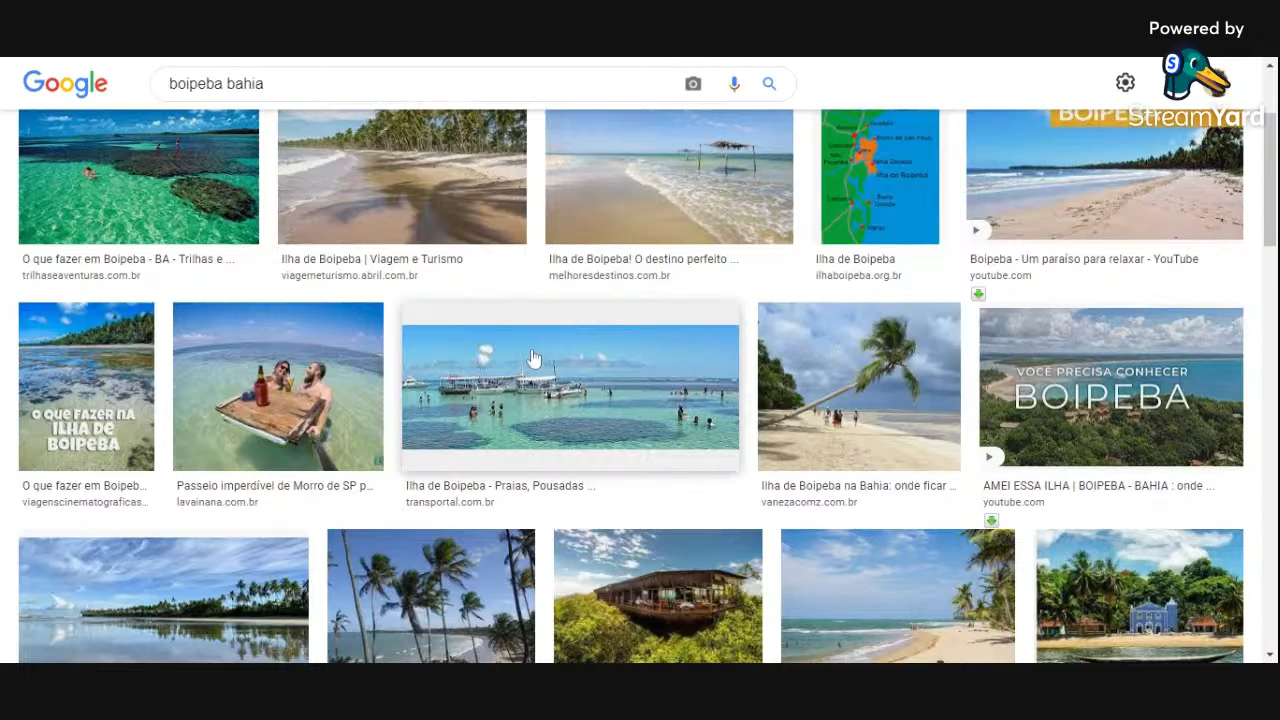 Powered by
StreamYard
Google
boipeba bahia
BOIPEBA
Ilha de Boipeba
O que fazer em Boipeba - BA - Trilhas e ...
trilhaseaventuras.com.br
Ilha de Boipeba | Viagem e Turismo
viagemeturismo.abril.com.br
Ilha de Boipeba! O destino perfeito ...
melhoresdestinos.com.br
Ilha de Boipeba
ilhaboipeba.org.br
Boipeba - Um paraíso para relaxar - YouTube
youtube.com
O QUE FAZER NA
ILHA DE
BOIPEBA
VOCÊ PRECISA CONHECER
BOIPEBA
O que fazer em Boipeb...
viagenscinematograficas...
Passeio imperdível de Morro de SP p...
lavainana.com.br
Ilha de Boipeba - Praias, Pousadas ...
transportal.com.br
Ilha de Boipeba na Bahia: onde ficar ...
vanezacomz.com.br
AMEI ESSA ILHA | BOIPEBA - BAHIA : onde ...
youtube.com